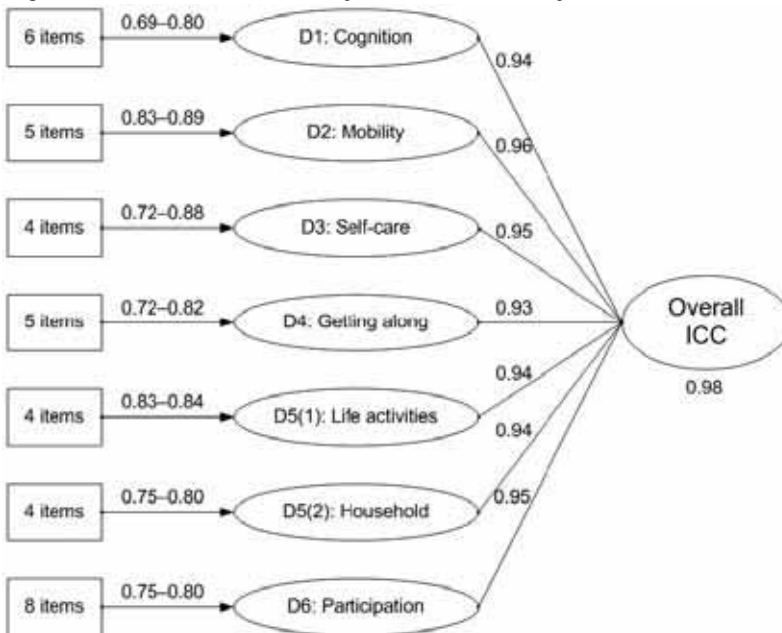 6 items 0.69–0.80 D1: Cognition 0.94
5 items 0.83–0.89 D2: Mobility 0.96
4 items 0.72–0.88 D3: Self-care 0.95
5 items 0.72–0.82 D4: Getting along 0.93
Overall
ICC
0.98
4 items 0.83–0.84 D5(1): Life activities 0.94
4 items 0.75–0.80 D5(2): Household 0.94
8 items 0.75–0.80 D6: Participation 0.95